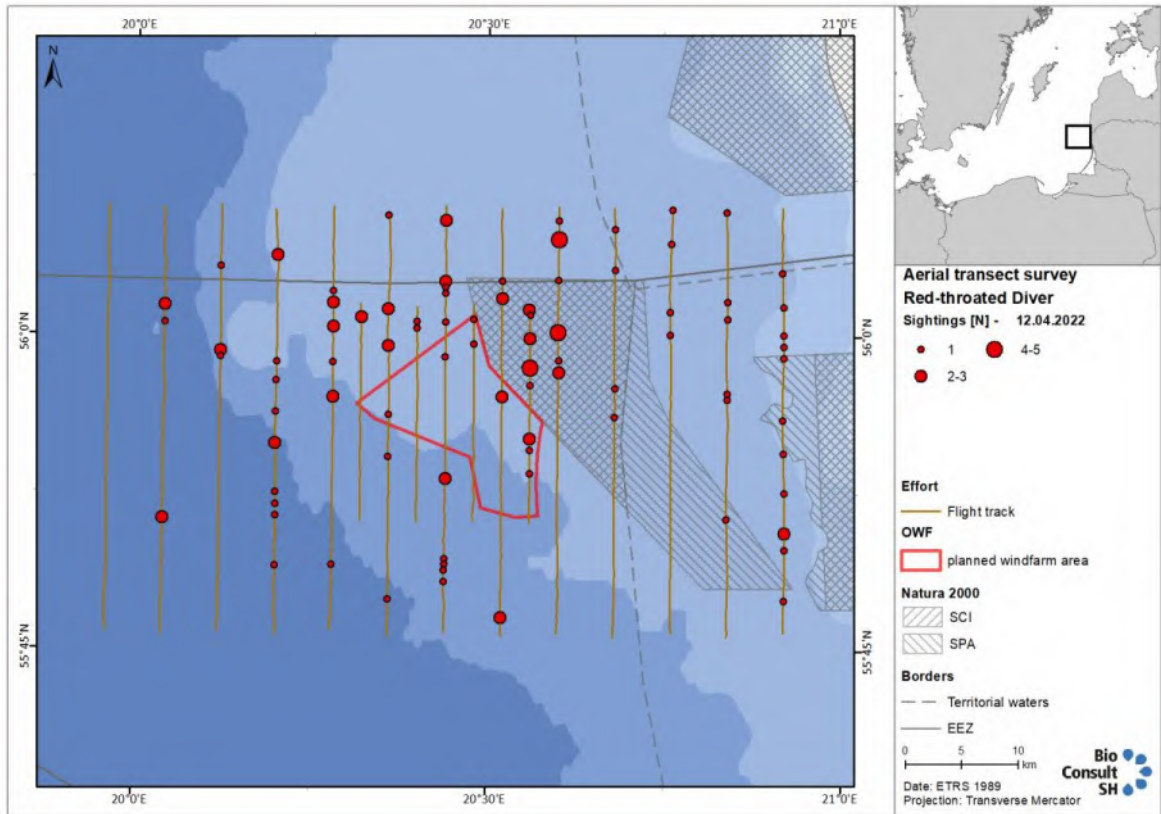 20°0'E
20°30'E
21°0'E
N
56°0'N
56°0'N
55°45'N
55°45'N
20°0'E
20°30'E
21°0'E
Aerial transect survey
Red-throated Diver
Sightings [N] - 12.04.2022
1
4-5
2-3
Effort
Flight track
OWF
planned windfarm area
Natura 2000
SCI
SPA
Borders
Territorial waters
EEZ
0 5 10
km
Date: ETRS 1989
Projection: Transverse Mercator
Bio
Consult
SH